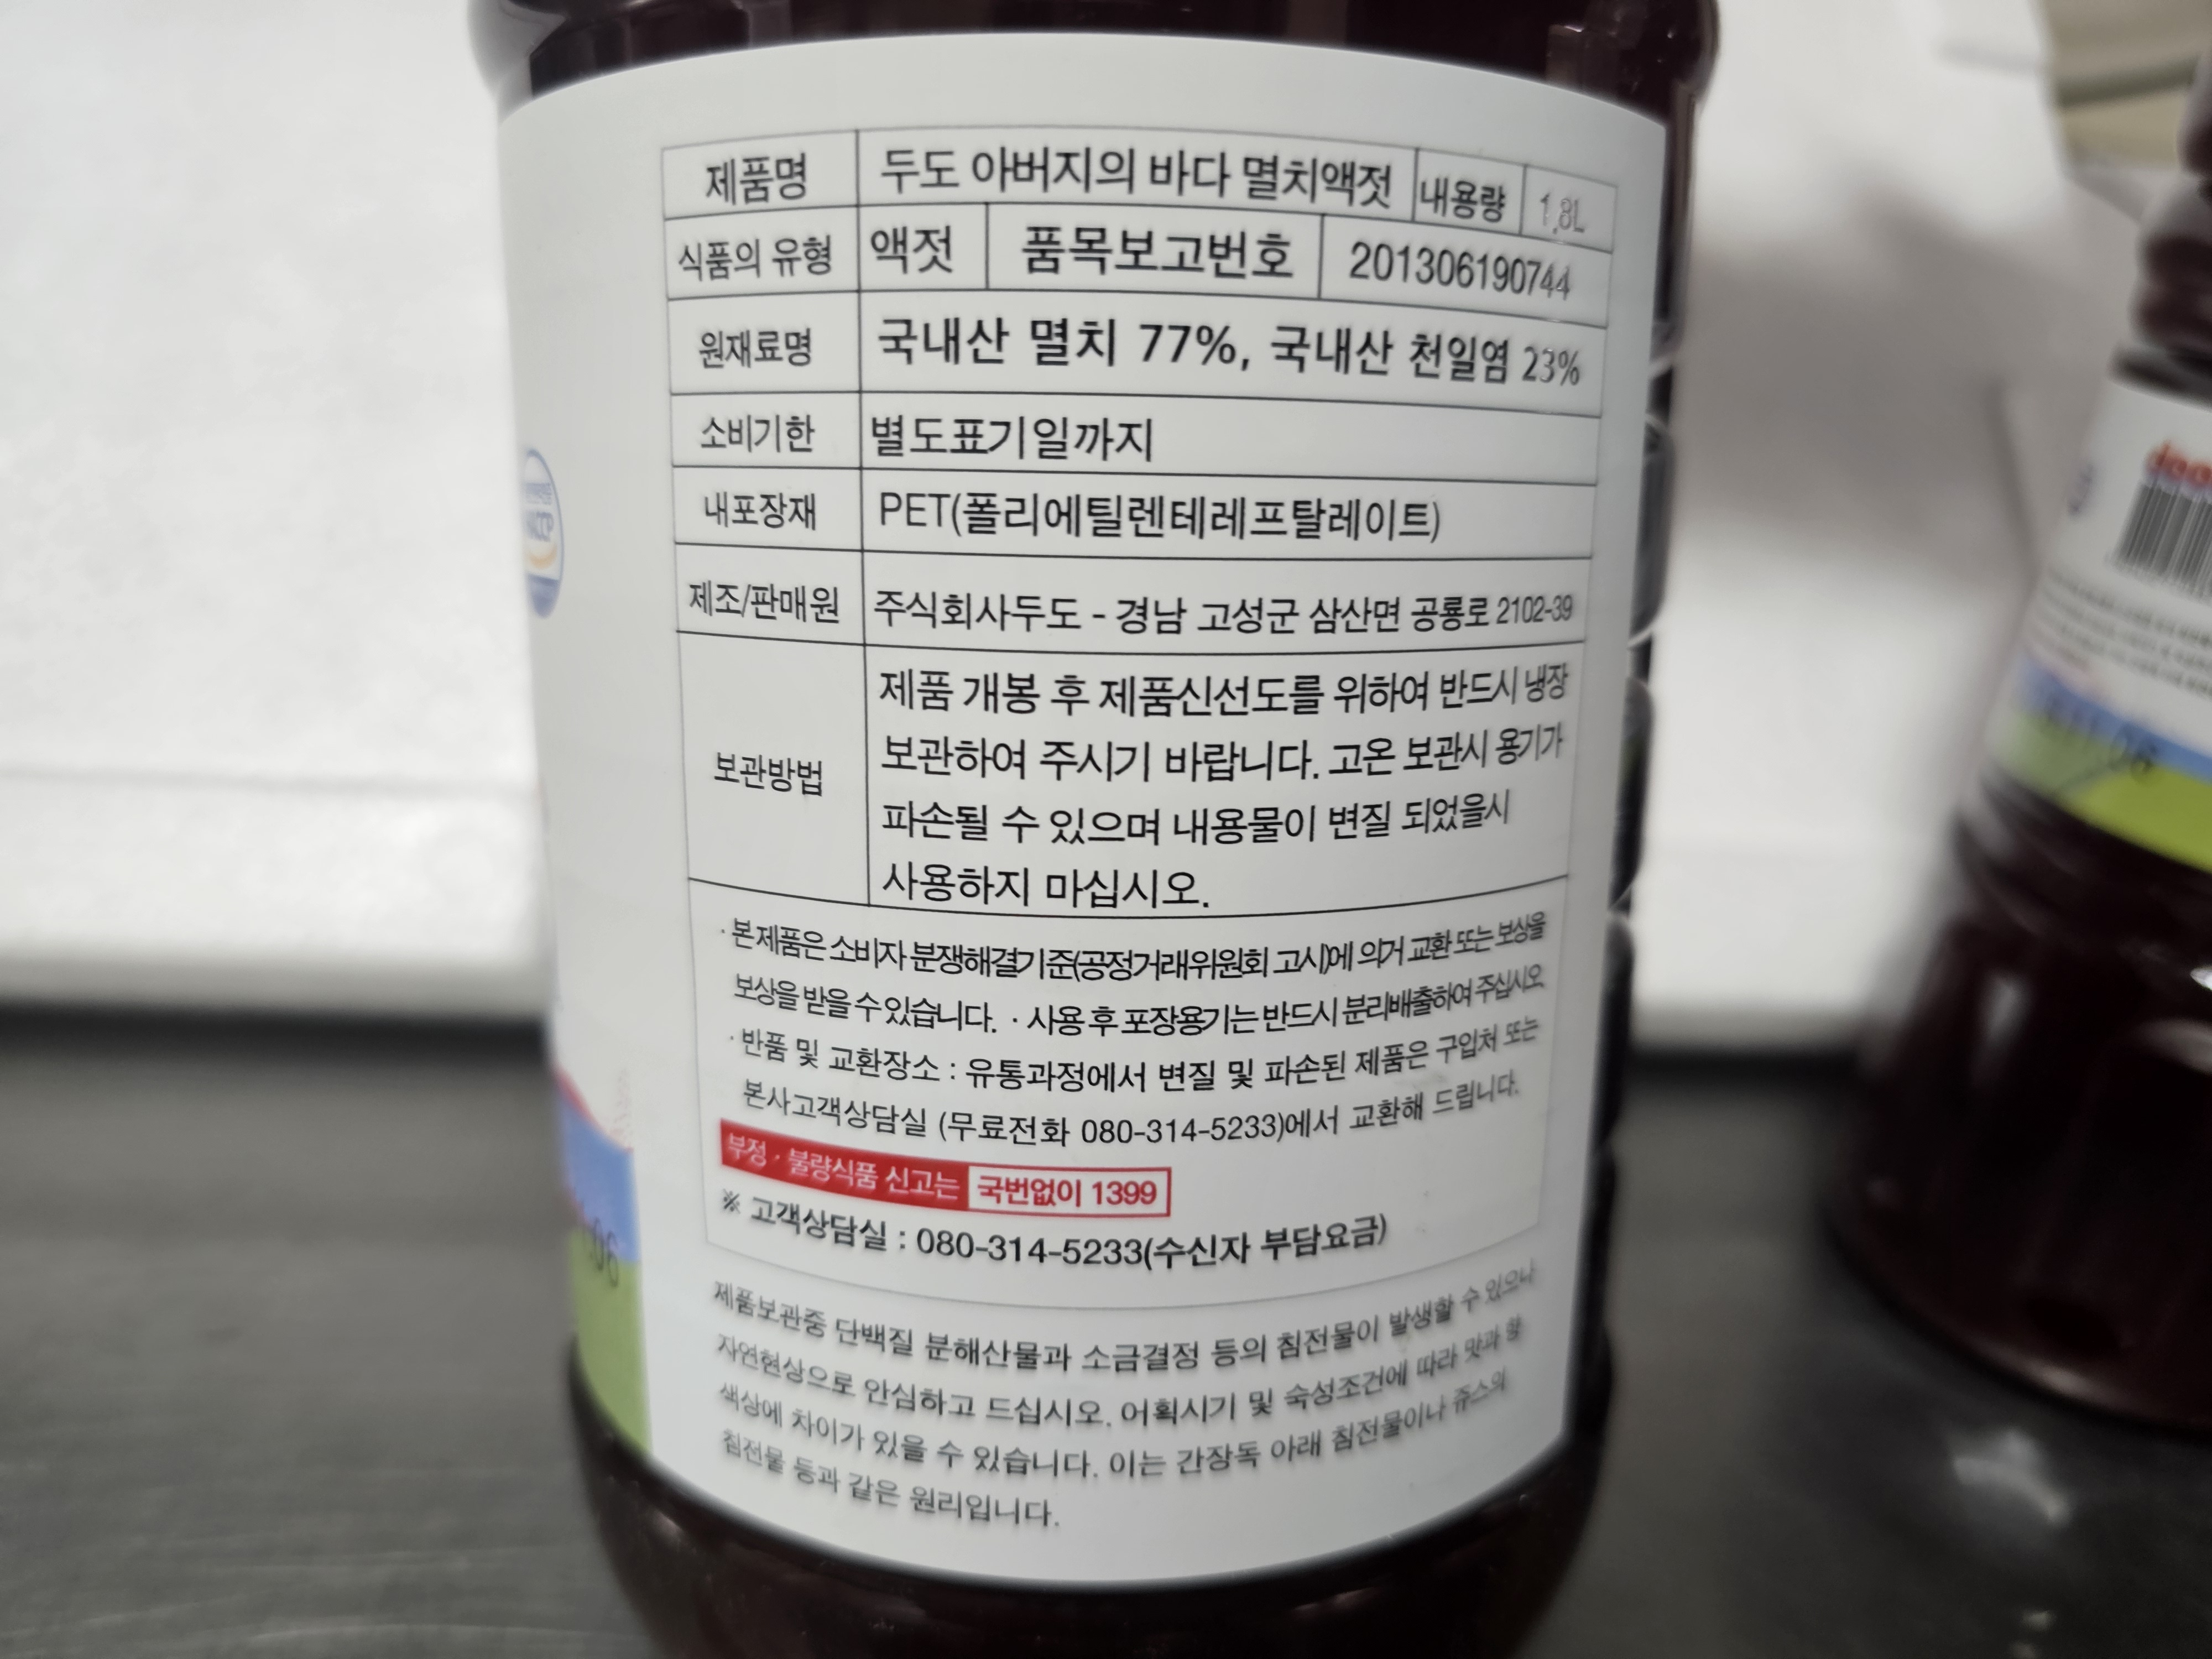 제품명 두도 아버지의 바다 멸치액젓 내용량 1.8L
식품의 유형 액젓 품목보고번호 201306190744
원재료명 국내산 멸치 77%, 국내산 천일염 23%
소비기한 별도표기일까지
내포장재 PET(폴리에틸렌테레프탈레이트)
제조/판매원 주식회사두도 - 경남 고성군 삼산면 공룡로 2102-39
보관방법
제품 개봉 후 제품신선도를 위하여 반드시 냉장
보관하여 주시기 바랍니다. 고온 보관시 용기가
파손될 수 있으며 내용물이 변질 되었을시
사용하지 마십시오.
· 본제품은 소비자 분쟁해결기준(공정거래위원회 고시)에 의거 교환 또는 보상을
보상을 받을 수 있습니다. · 사용 후 포장용기는 반드시 분리배출하여 주십시오.
· 반품 및 교환장소 : 유통과정에서 변질 및 파손된 제품은 구입처 또는
본사고객상담실 (무료전화 080-314-5233)에서 교환해 드립니다.
부정 · 불량식품 신고는 국번없이 1399
※ 고객상담실 : 080-314-5233(수신자 부담요금)
제품보관중 단백질 분해산물과 소금결정 등의 침전물이 발생할 수 있으나
자연현상으로 안심하고 드십시오. 어획시기 및 숙성조건에 따라 맛과 향
색상에 차이가 있을 수 있습니다. 이는 간장독 아래 침전물이나 쥬스의
침전물 등과 같은 원리입니다.
06
06